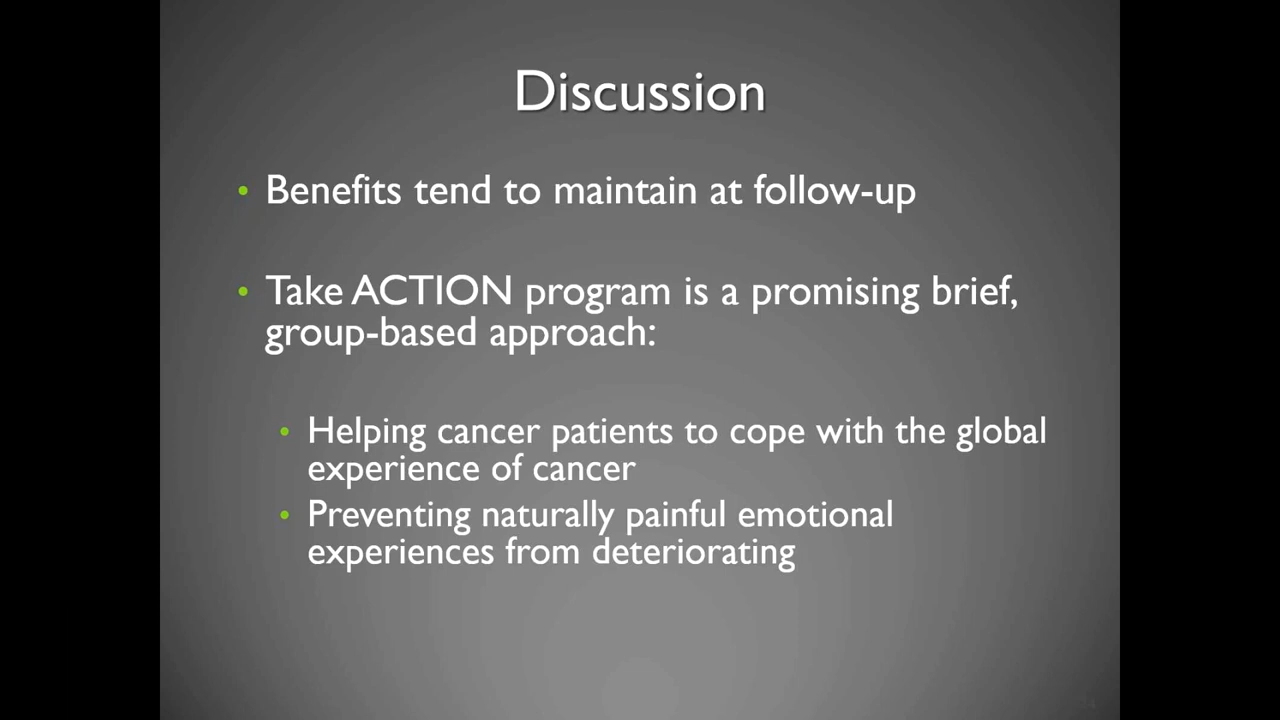 Discussion
• Benefits tend to maintain at follow-up
• Take ACTION program is a promising brief,
group-based approach:
• Helping cancer patients to cope with the global
experience of cancer
• Preventing naturally painful emotional
experiences from deteriorating